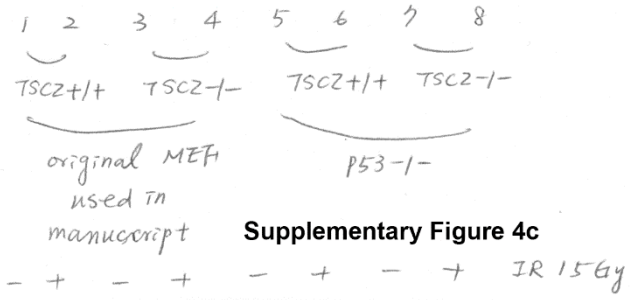 1 2 3 4 5 6 7 8
TSC2+/+ TSC2-/- TSC2+/+ TSC2-/-
original MEFs P53-/-
used in
manuscript Supplementary Figure 4c
- + - + - + - + IR 15Gy